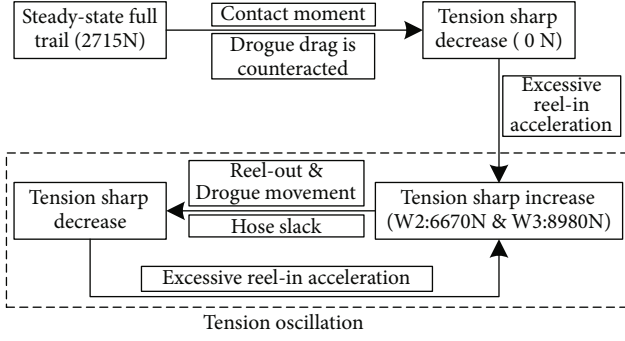 Steady-state full
trail (2715N)
Contact moment
Drogue drag is
counteracted
Tension sharp
decrease ( 0 N)
Excessive
reel-in
acceleration
Tension sharp
decrease
Reel-out &
Drogue movement
Hose slack
Tension sharp increase
(W2:6670N & W3:8980N)
Excessive reel-in acceleration
Tension oscillation